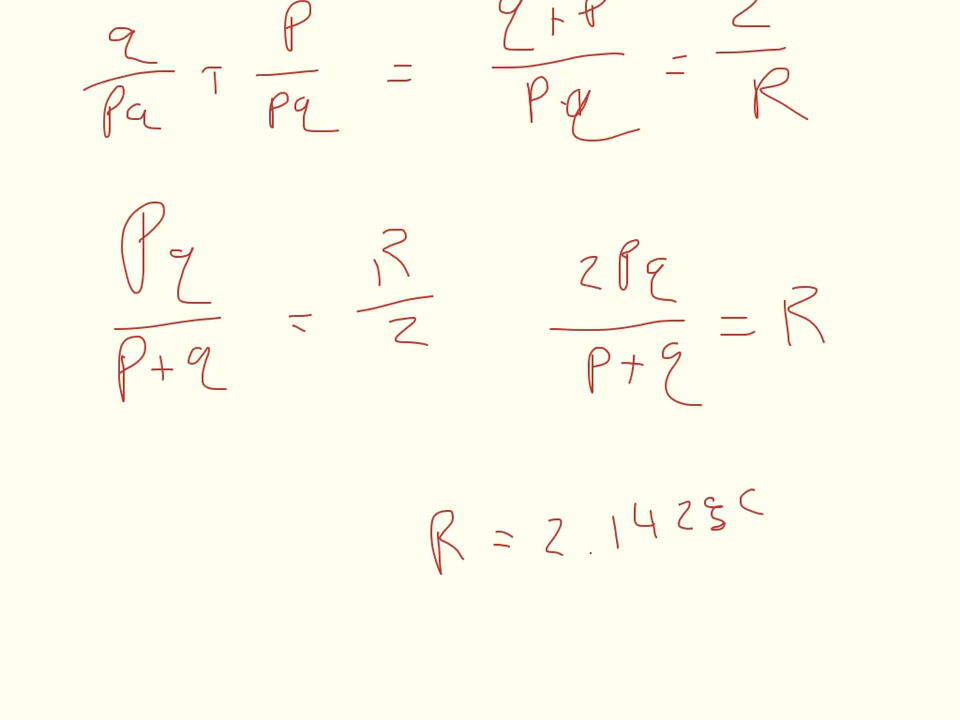 q/pq + p/pq = q+p/pq = 2/R
pq/p+q = R/2 2pq/p+q = R
R = 2.1428